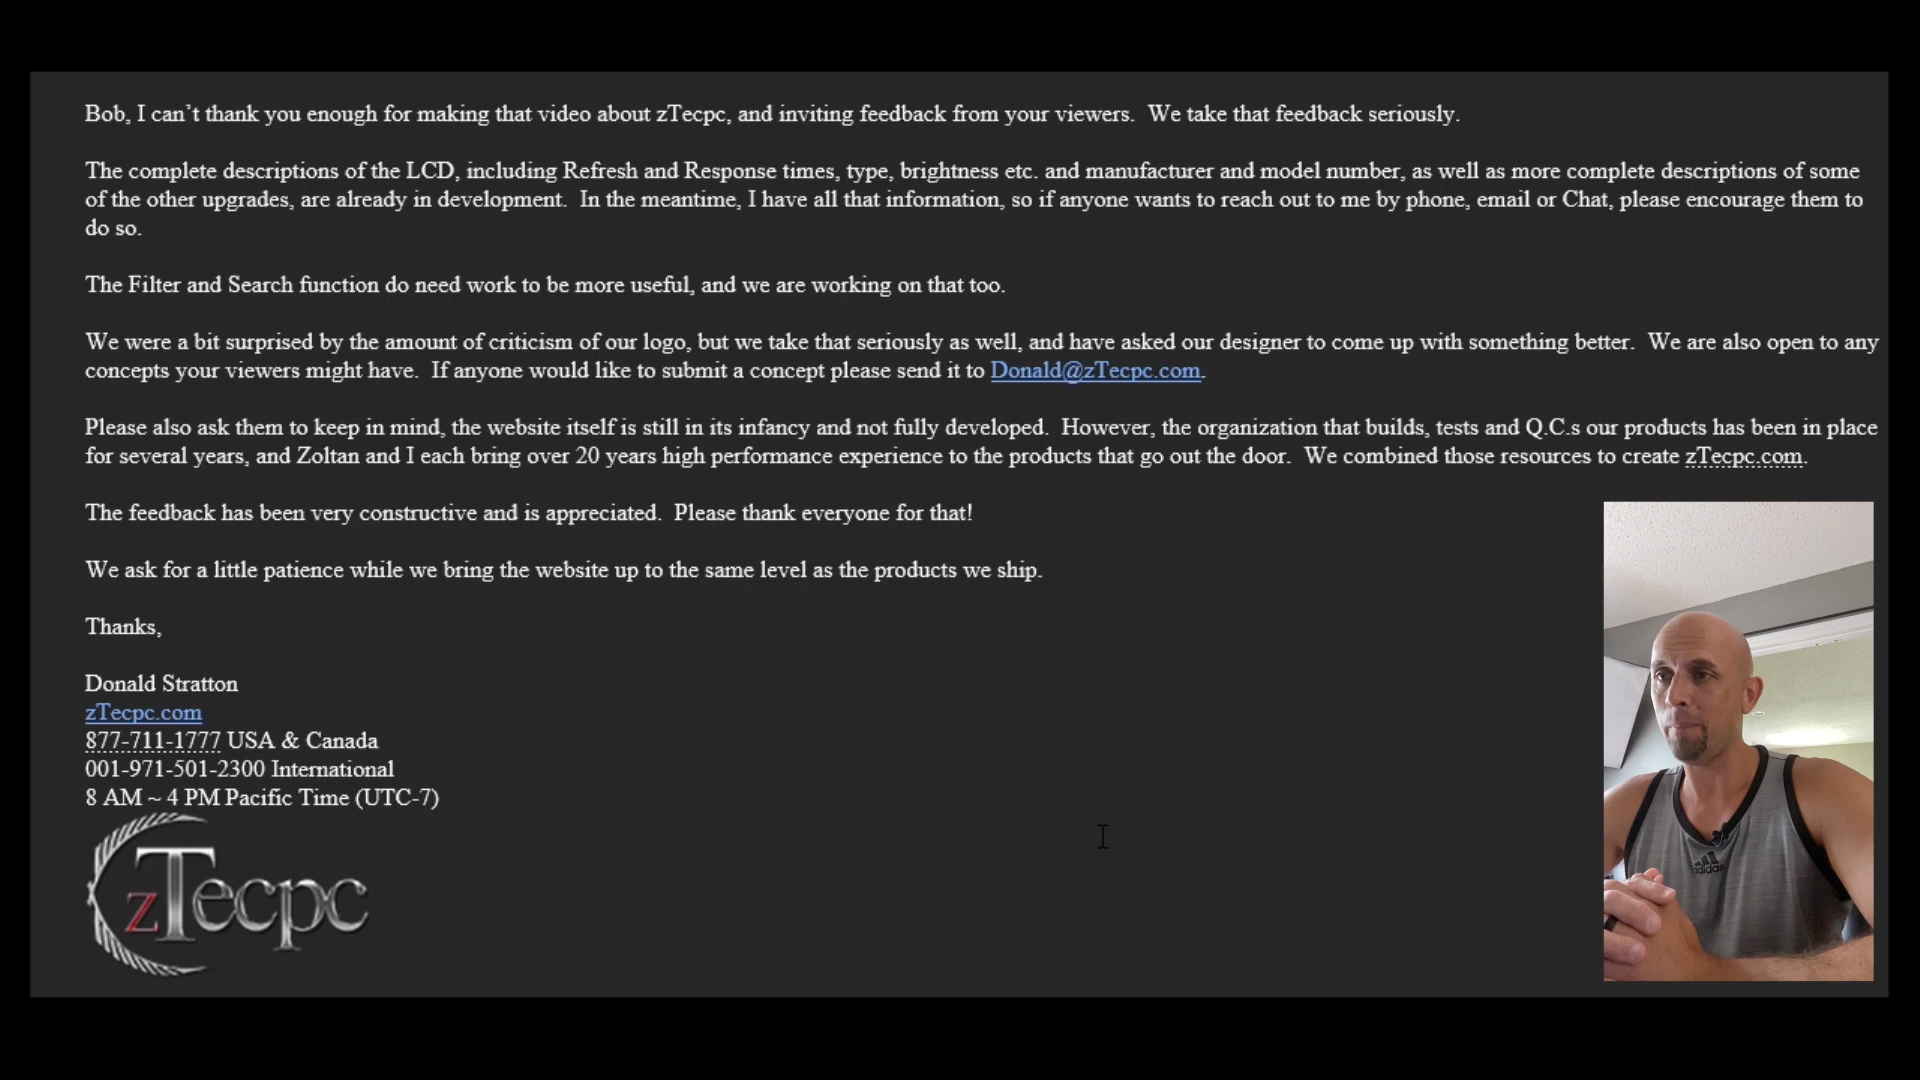 Bob, I can’t thank you enough for making that video about zTecpc, and inviting feedback from your viewers.  We take that feedback seriously.
The complete descriptions of the LCD, including Refresh and Response times, type, brightness etc. and manufacturer and model number, as well as more complete descriptions of some
of the other upgrades, are already in development.  In the meantime, I have all that information, so if anyone wants to reach out to me by phone, email or Chat, please encourage them to
do so.
The Filter and Search function do need work to be more useful, and we are working on that too.
We were a bit surprised by the amount of criticism of our logo, but we take that seriously as well, and have asked our designer to come up with something better.  We are also open to any
concepts your viewers might have.  If anyone would like to submit a concept please send it to Donald@zTecpc.com.
Please also ask them to keep in mind, the website itself is still in its infancy and not fully developed.  However, the organization that builds, tests and Q.C.s our products has been in place
for several years, and Zoltan and I each bring over 20 years high performance experience to the products that go out the door.  We combined those resources to create zTecpc.com.
The feedback has been very constructive and is appreciated.  Please thank everyone for that!
We ask for a little patience while we bring the website up to the same level as the products we ship.
Thanks,
Donald Stratton
zTecpc.com
877-711-1777 USA & Canada
001-971-501-2300 International
8 AM ~ 4 PM Pacific Time (UTC-7)
zTecpc
adidas